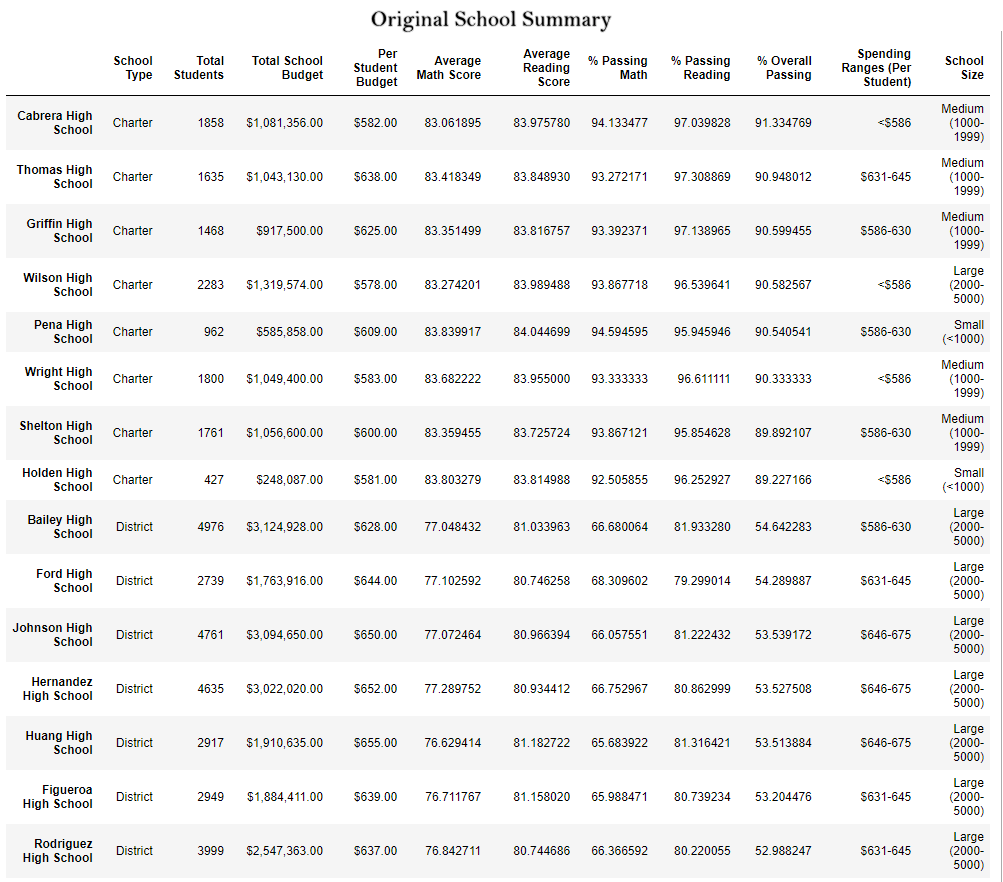 Original School Summary
School Type Total Students Total School Budget Per Student Budget Average Math Score Average Reading Score % Passing Math % Passing Reading % Overall Passing Spending Ranges (Per Student) School Size
Cabrera High School Charter 1858 $1,081,356.00 $582.00 83.061895 83.975780 94.133477 97.039828 91.334769 <$586 Medium (1000-1999)
Thomas High School Charter 1635 $1,043,130.00 $638.00 83.418349 83.848930 93.272171 97.308869 90.948012 $631-645 Medium (1000-1999)
Griffin High School Charter 1468 $917,500.00 $625.00 83.351499 83.816757 93.392371 97.138965 90.599455 $586-630 Medium (1000-1999)
Wilson High School Charter 2283 $1,319,574.00 $578.00 83.274201 83.989488 93.867718 96.539641 90.582567 <$586 Large (2000-5000)
Pena High School Charter 962 $585,858.00 $609.00 83.839917 84.044699 94.594595 95.945946 90.540541 $586-630 Small (<1000)
Wright High School Charter 1800 $1,049,400.00 $583.00 83.682222 83.955000 93.333333 96.611111 90.333333 <$586 Medium (1000-1999)
Shelton High School Charter 1761 $1,056,600.00 $600.00 83.359455 83.725724 93.867121 95.854628 89.892107 $586-630 Medium (1000-1999)
Holden High School Charter 427 $248,087.00 $581.00 83.803279 83.814988 92.505855 96.252927 89.227166 <$586 Small (<1000)
Bailey High School District 4976 $3,124,928.00 $628.00 77.048432 81.033963 66.680064 81.933280 54.642283 $586-630 Large (2000-5000)
Ford High School District 2739 $1,763,916.00 $644.00 77.102592 80.746258 68.309602 79.299014 54.289887 $631-645 Large (2000-5000)
Johnson High School District 4761 $3,094,650.00 $650.00 77.072464 80.966394 66.057551 81.222432 53.539172 $646-675 Large (2000-5000)
Hernandez High School District 4635 $3,022,020.00 $652.00 77.289752 80.934412 66.752967 80.862999 53.527508 $646-675 Large (2000-5000)
Huang High School District 2917 $1,910,635.00 $655.00 76.629414 81.182722 65.683922 81.316421 53.513884 $646-675 Large (2000-5000)
Figueroa High School District 2949 $1,884,411.00 $639.00 76.711767 81.158020 65.988471 80.739234 53.204476 $631-645 Large (2000-5000)
Rodriguez High School District 3999 $2,547,363.00 $637.00 76.842711 80.744686 66.366592 80.220055 52.988247 $631-645 Large (2000-5000)